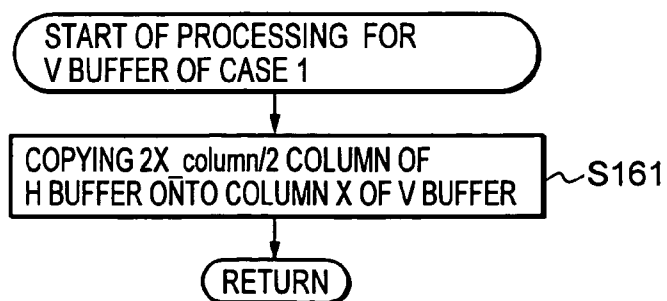 START OF PROCESSING FOR
V BUFFER OF CASE 1
COPYING 2X_column/2 COLUMN OF
H BUFFER ONTO COLUMN X OF V BUFFER
S161
RETURN